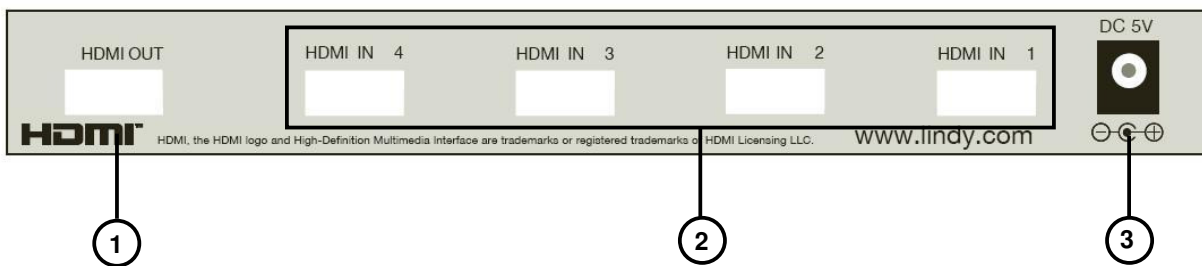 DC 5V
HDMI OUT
HDMI IN 4
HDMI IN 3
HDMI IN 2
HDMI IN 1
HDMI
HDMI, the HDMI logo and High-Definition Multimedia Interface are trademarks or registered trademarks of HDMI Licensing LLC.
www.lindy.com
1
2
3